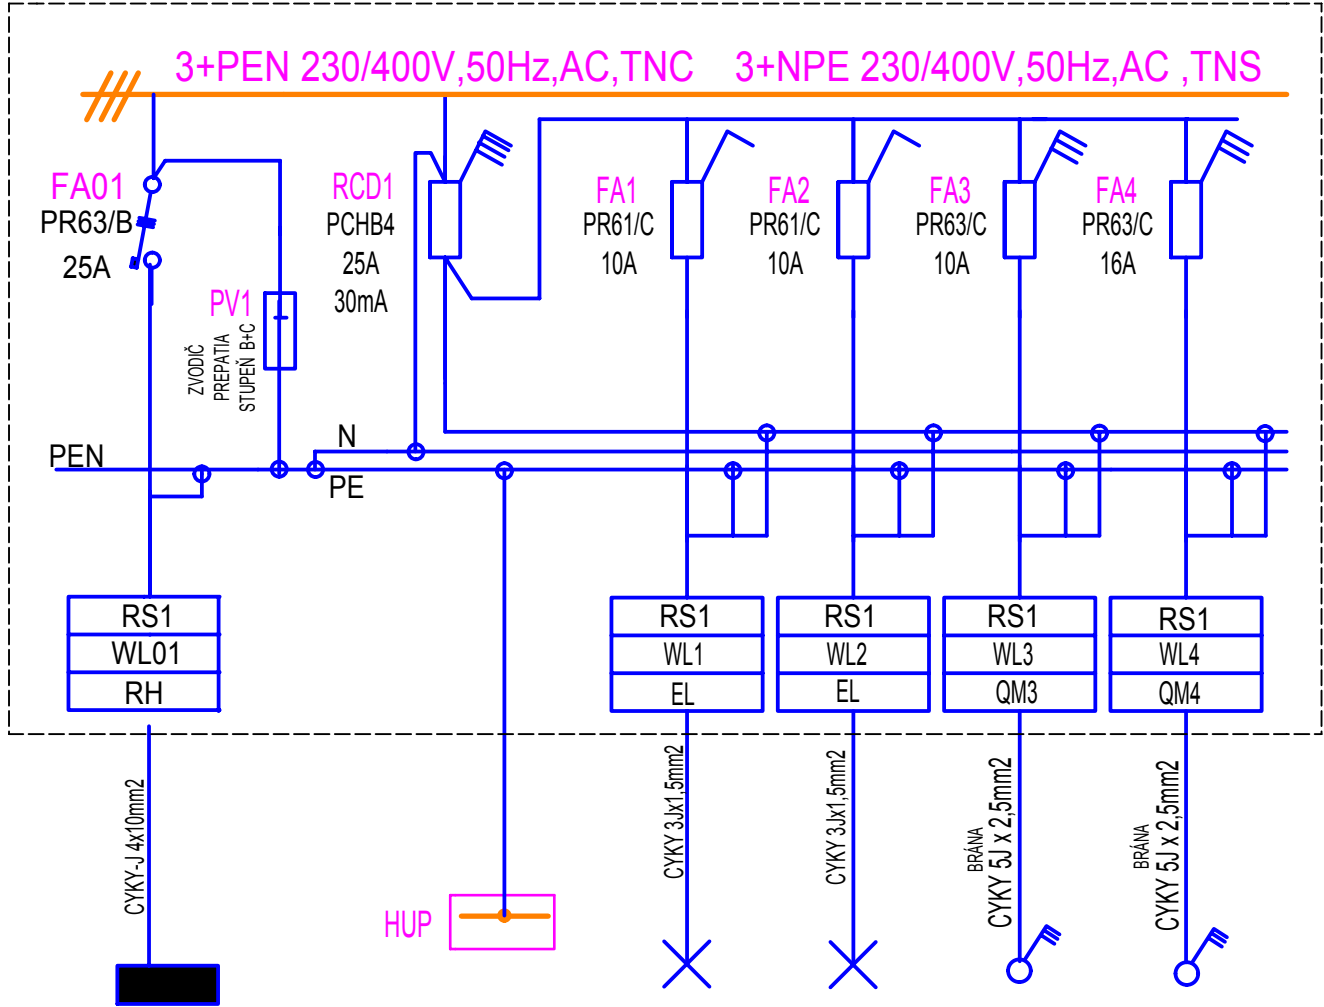 3+PEN 230/400V,50Hz,AC,TNC
3+NPE 230/400V,50Hz,AC ,TNS
FA01
PR63/B
25A
PV1
ZVODIČ
PREPATIA
STUPEŇ B+C
RCD1
PCHB4
25A
30mA
FA1
PR61/C
10A
FA2
PR61/C
10A
FA3
PR63/C
10A
FA4
PR63/C
16A
PEN
N
PE
RS1
WL01
RH
RS1
WL1
EL
RS1
WL2
EL
RS1
WL3
QM3
RS1
WL4
QM4
CYKY-J 4x10mm2
HUP
CYKY 3Jx1,5mm2
CYKY 3Jx1,5mm2
BRÁNA
CYKY 5J x 2,5mm2
BRÁNA
CYKY 5J x 2,5mm2